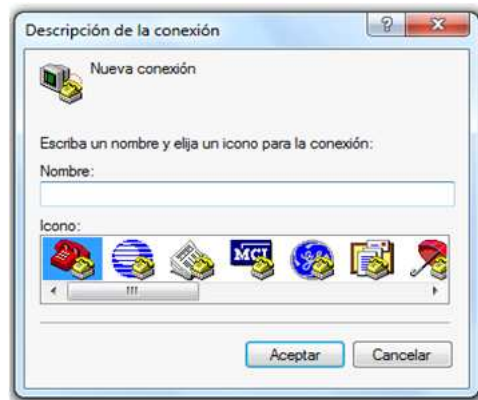 Descripción de la conexión
Nueva conexión
Escriba un nombre y elija un icono para la conexión:
Nombre:
Icono:
MCI
Aceptar
Cancelar